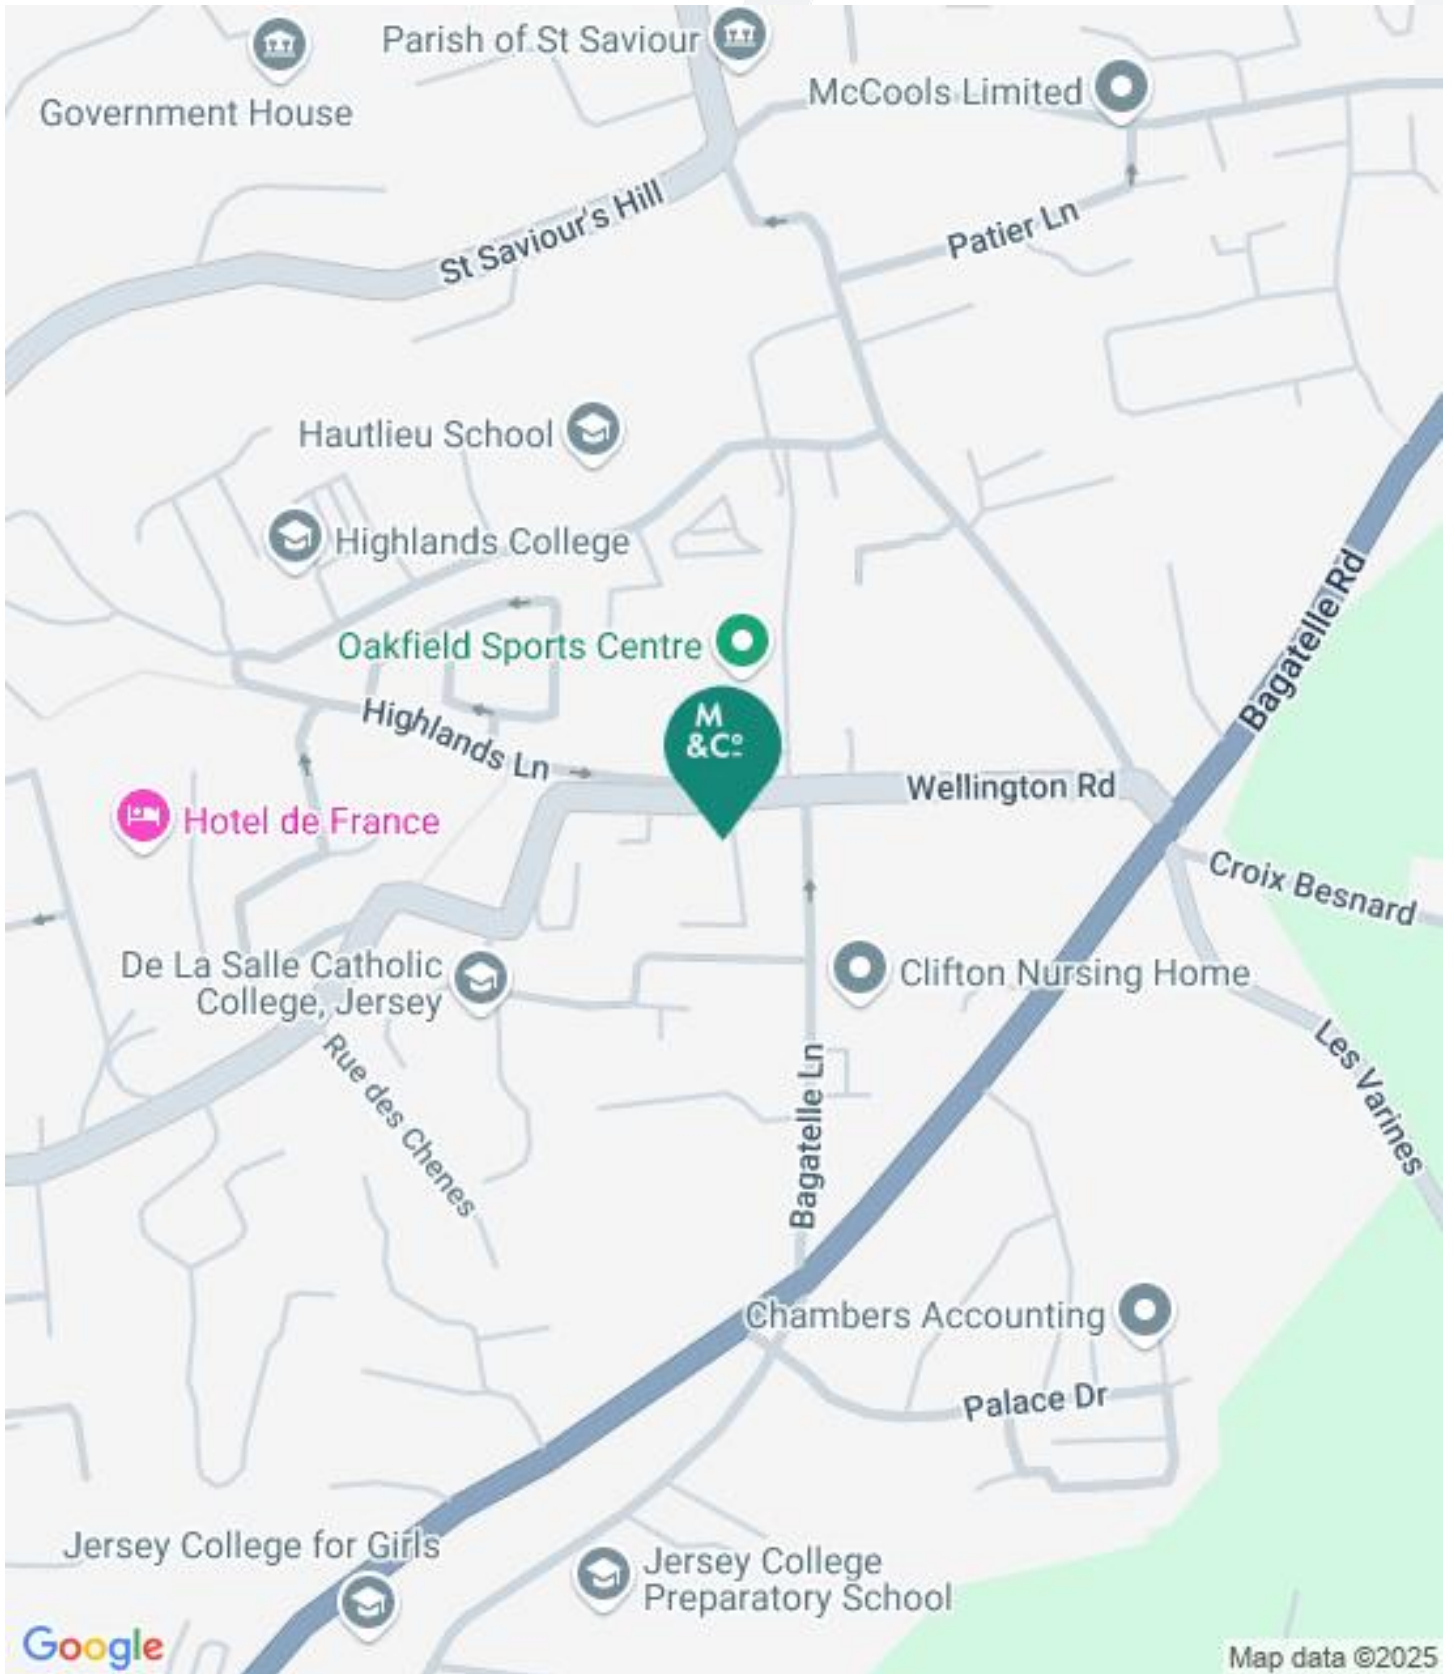 Parish of St Saviour
Government House
McCools Limited
St Saviour's Hill
Patier Ln
Hautlieu School
Highlands College
Oakfield Sports Centre
Bagatelle Rd
M
&Cº
Highlands Ln
Wellington Rd
Hotel de France
Croix Besnard
De La Salle Catholic
College, Jersey
Clifton Nursing Home
Rue des Chenes
Bagatelle Ln
Les Varines
Chambers Accounting
Palace Dr
Jersey College for Girls
Jersey College
Preparatory School
Google
Map data ©2025